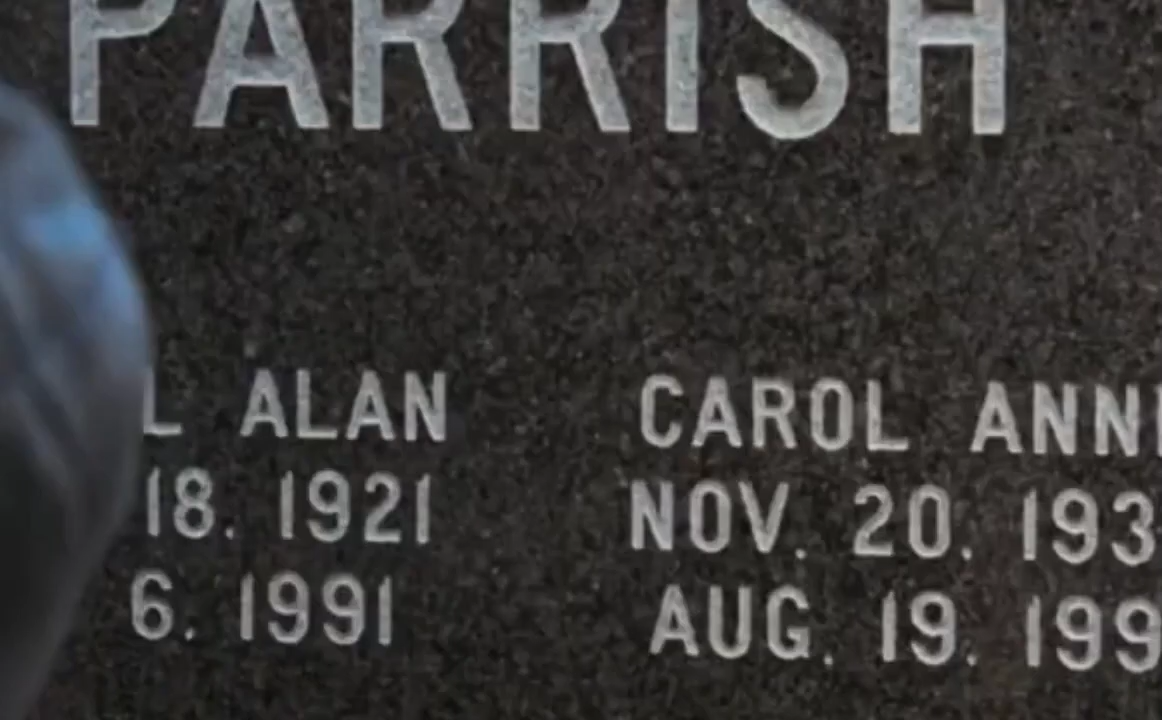 PARRISH
L ALAN CAROL ANN
18. 1921 NOV. 20. 193
6. 1991 AUG. 19. 199